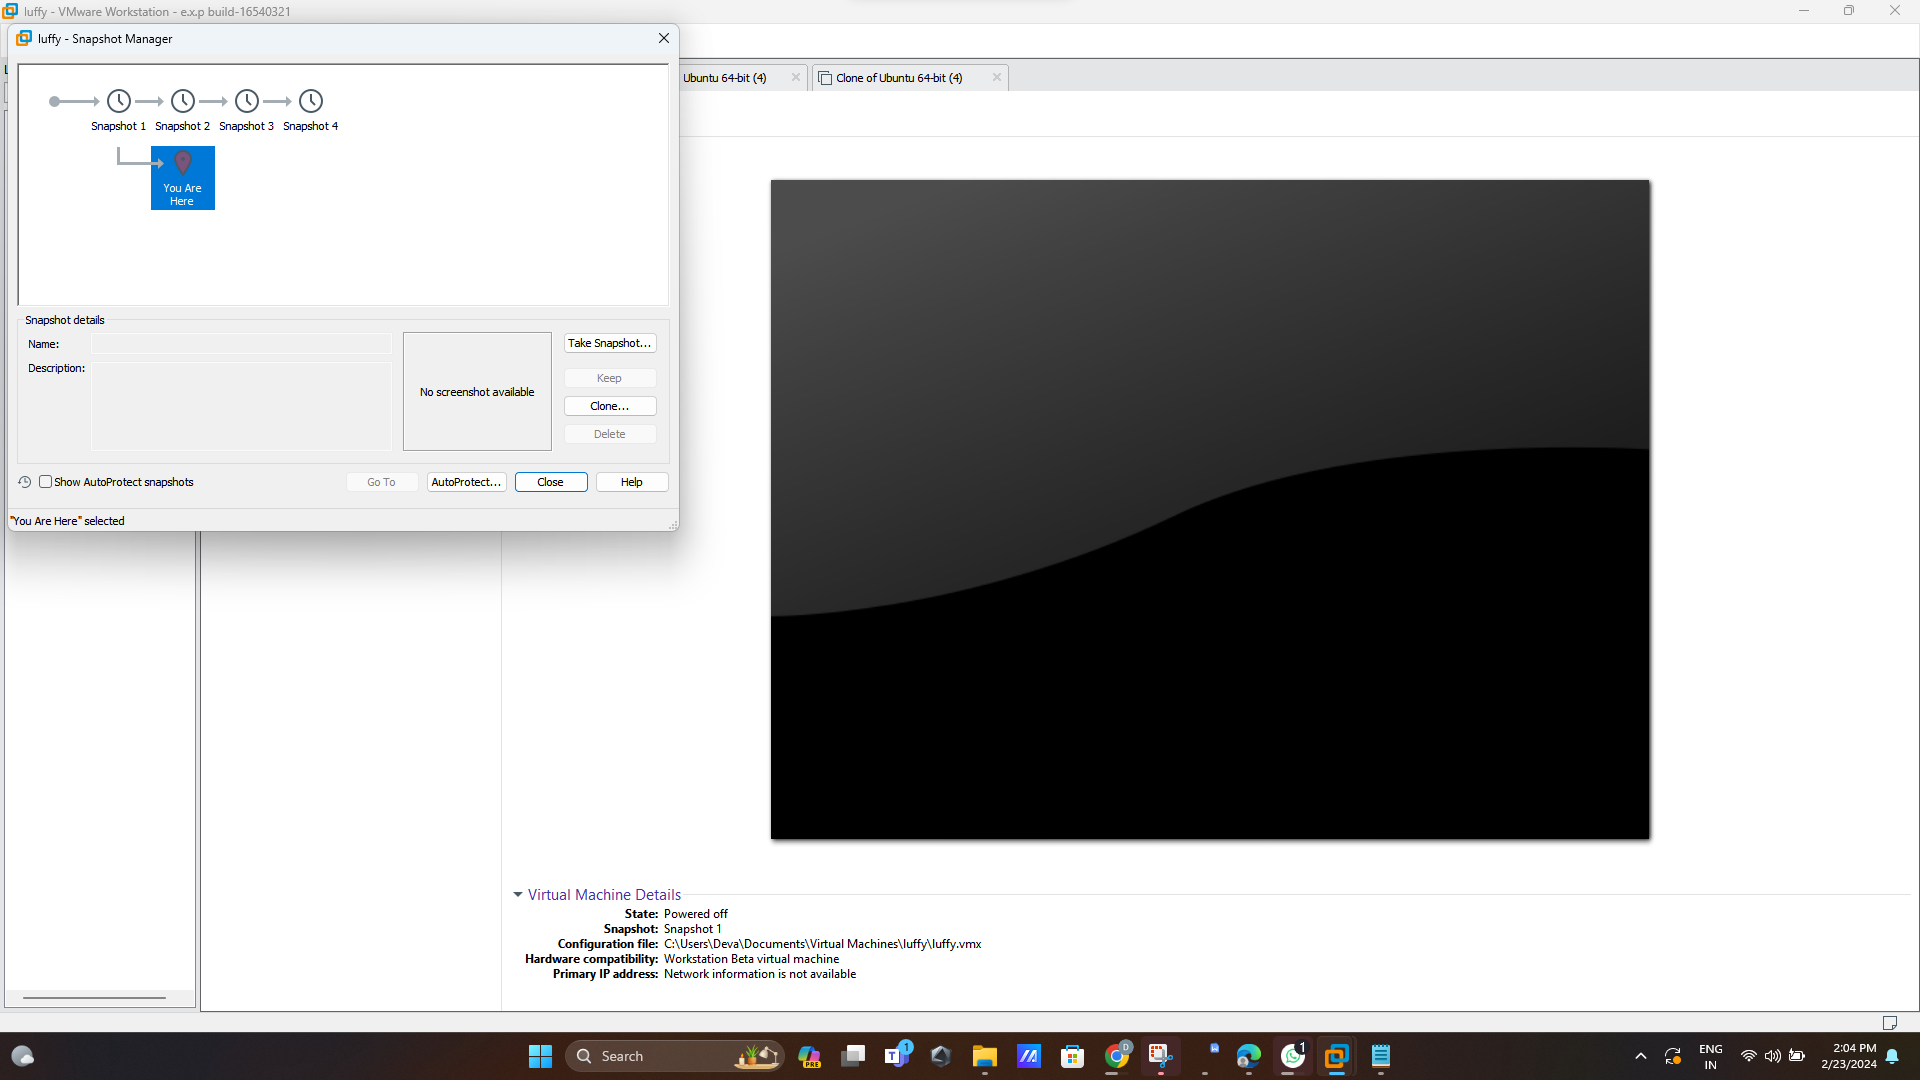 luffy - VMware Workstation - e.x.p build-16540321
luffy - Snapshot Manager
Ubuntu 64-bit (4)
Clone of Ubuntu 64-bit (4)
Snapshot 1
Snapshot 2
Snapshot 3
Snapshot 4
You Are
Here
Snapshot details
Name:
Description:
No screenshot available
Take Snapshot...
Keep
Clone...
Delete
Show AutoProtect snapshots
Go To
AutoProtect...
Close
Help
"You Are Here" selected
Virtual Machine Details
State: Powered off
Snapshot: Snapshot 1
Configuration file: C:\Users\Deva\Documents\Virtual Machines\luffy\luffy.vmx
Hardware compatibility: Workstation Beta virtual machine
Primary IP address: Network information is not available
Search
PRE
T
1
D
1
ENG
IN
2:04 PM
2/23/2024